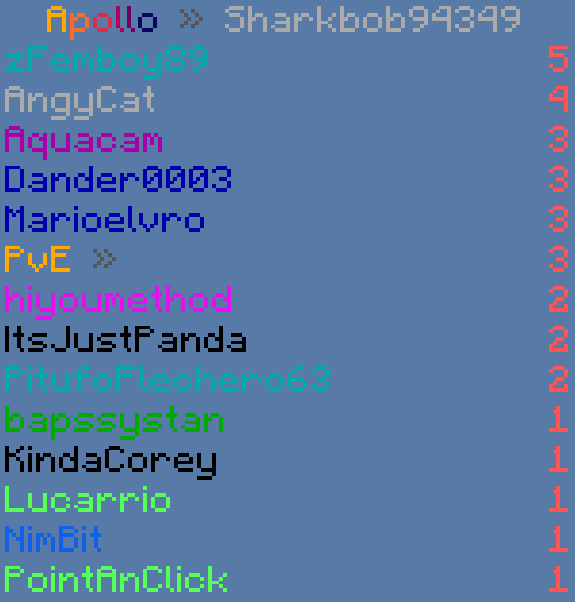 Apollo » Sharkbob94349
zFemboy89 5
AngyCat 4
Aquacam 3
Dander0003 3
Marioelvro 3
PvE » 3
hiyoumethod 2
ItsJustPanda 2
PitufoFlechero63 2
bapssystan 1
KindaCorey 1
Lucarrio 1
NimBit 1
PointAnClick 1